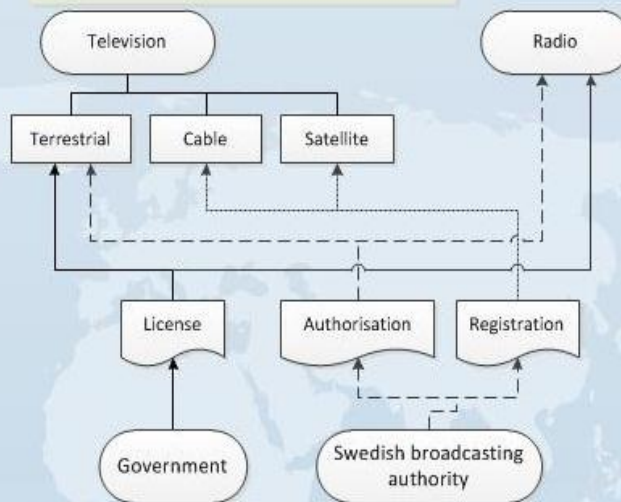 Television
Radio
Terrestrial
Cable
Satellite
License
Authorisation
Registration
Government
Swedish broadcasting
authority